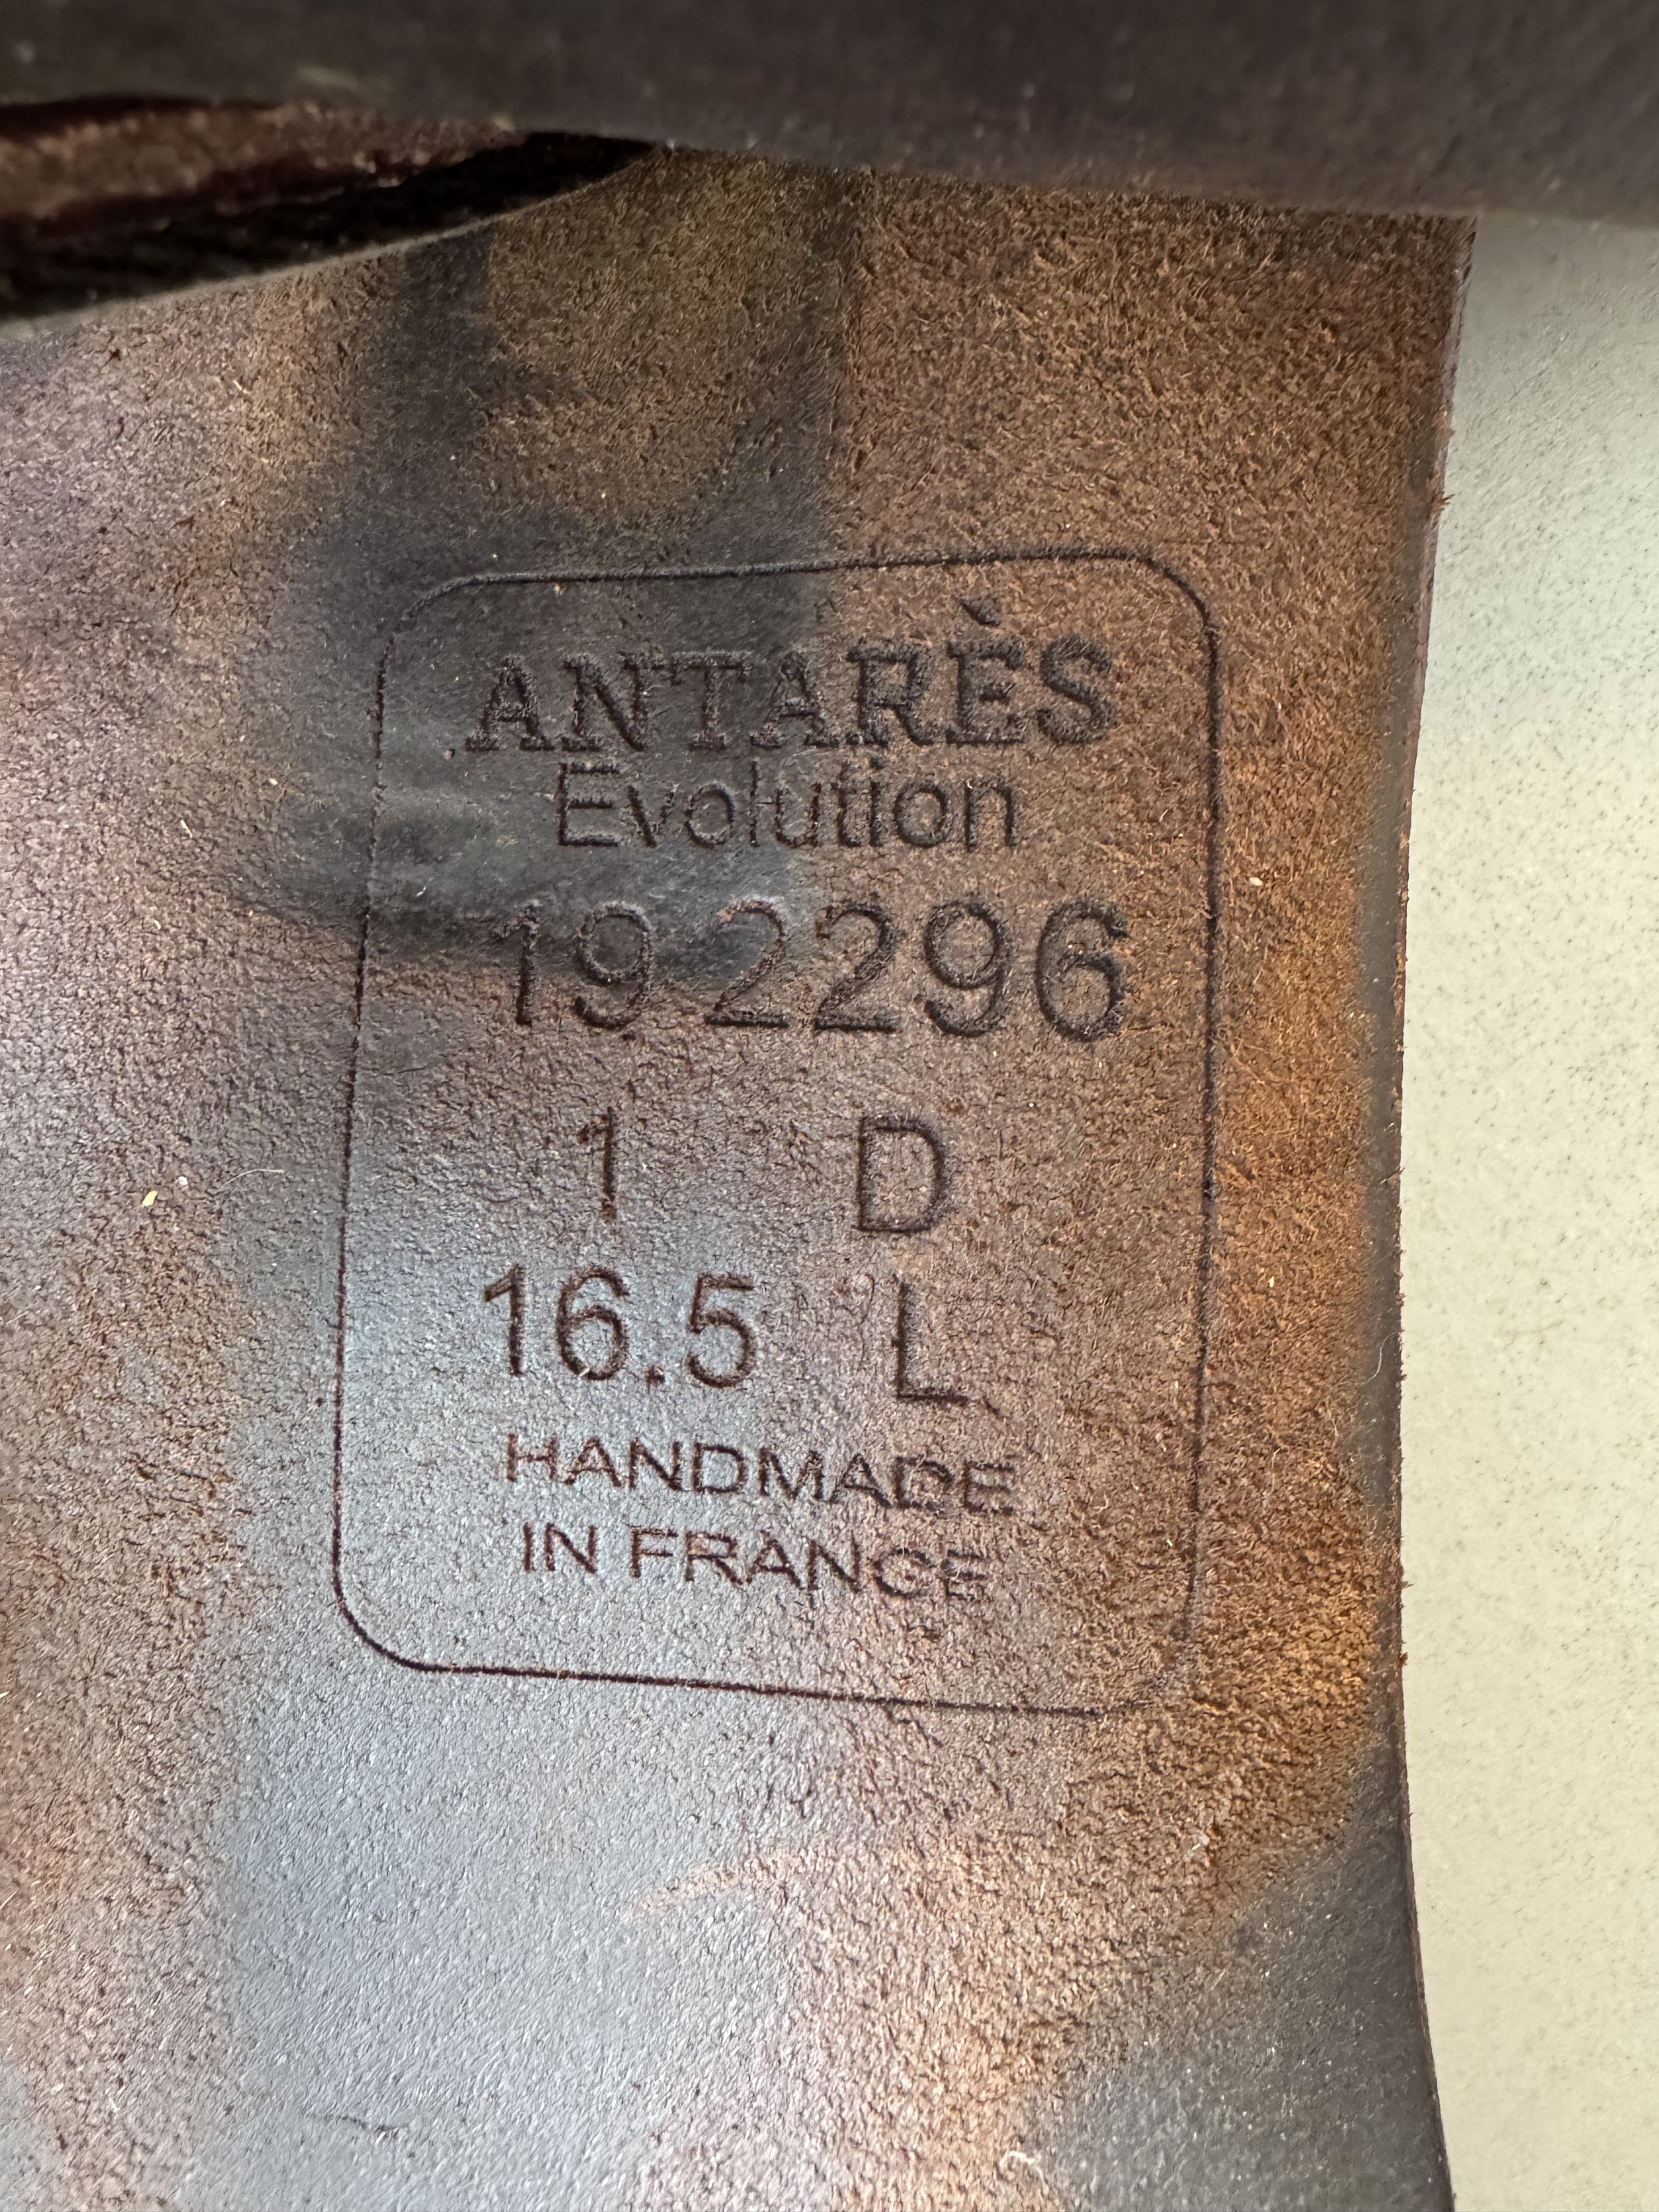 ANTARÈS
Evolution
19 2296
1 D
16.5 L
HANDMADE
IN FRANCE